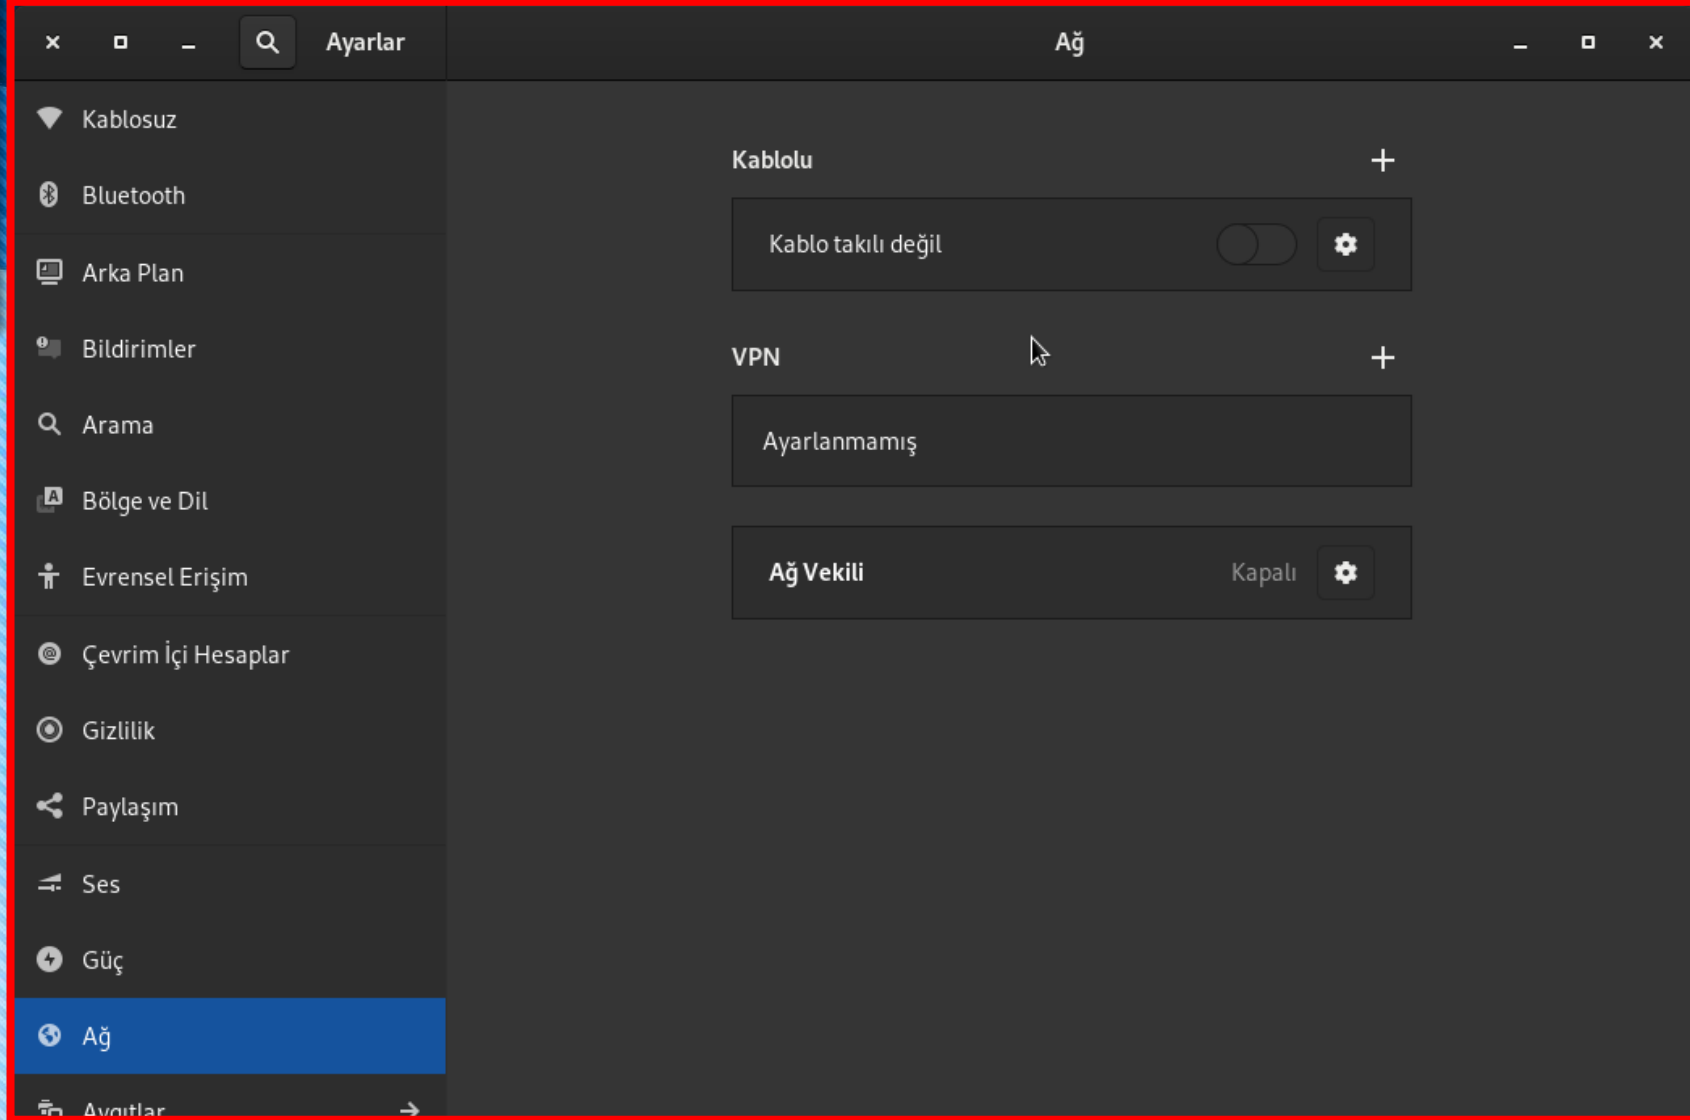 Ayarlar
Ağ
Kablosuz
Bluetooth
Arka Plan
Bildirimler
Arama
Bölge ve Dil
Evrensel Erişim
Çevrim İçi Hesaplar
Gizlilik
Paylaşım
Ses
Güç
Ağ
Aygıtlar
Kablolu
Kablo takılı değil
VPN
Ayarlanmamış
Ağ Vekili Kapalı